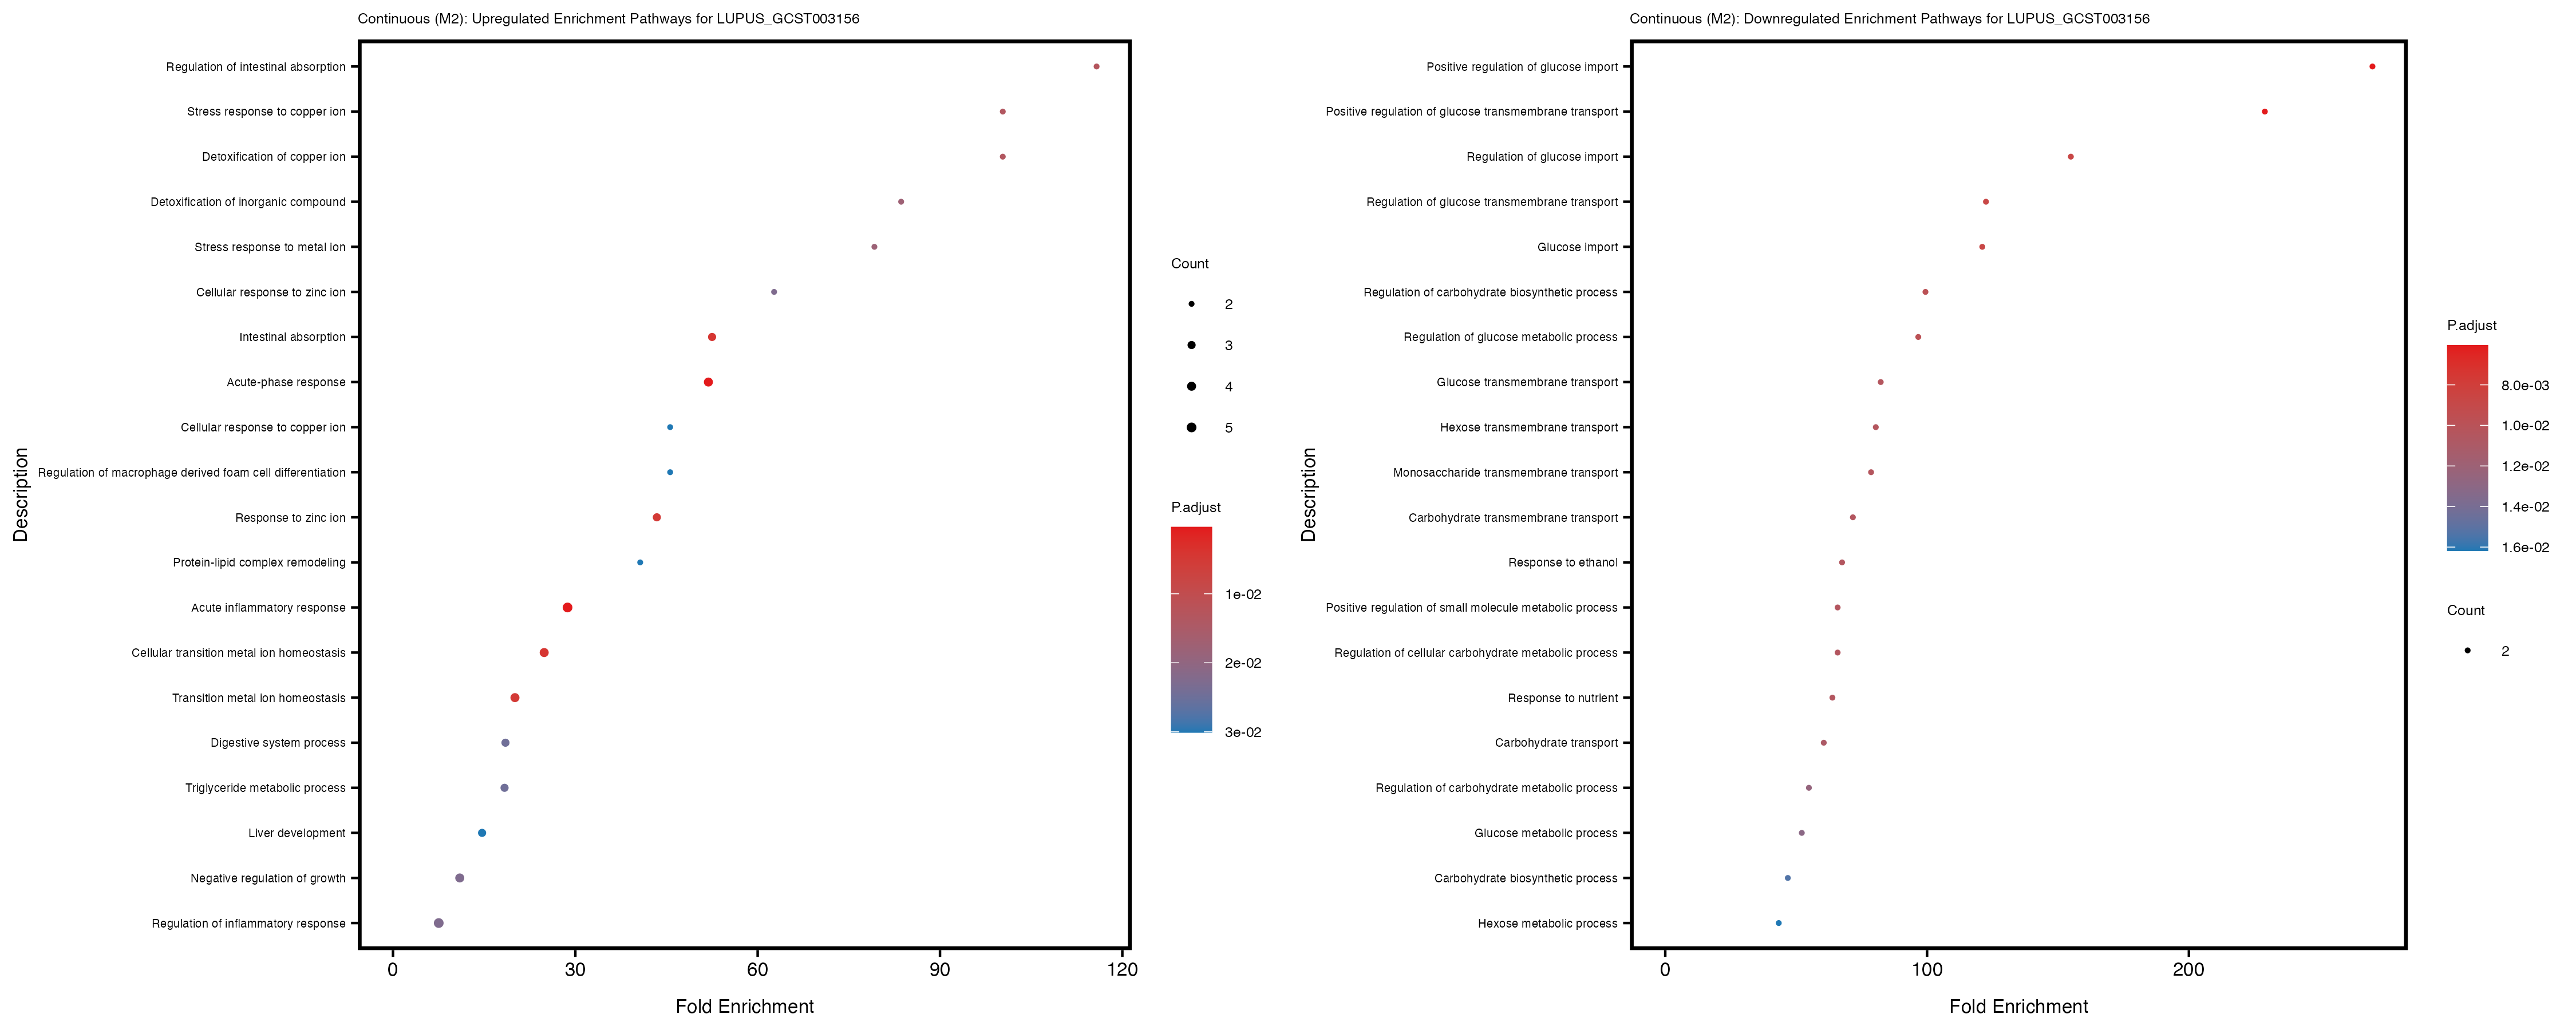 Continuous (M2): Upregulated Enrichment Pathways for LUPUS_GCST003156
Description
Regulation of intestinal absorption
Stress response to copper ion
Detoxification of copper ion
Detoxification of inorganic compound
Stress response to metal ion
Cellular response to zinc ion
Intestinal absorption
Acute-phase response
Cellular response to copper ion
Regulation of macrophage derived foam cell differentiation
Response to zinc ion
Protein-lipid complex remodeling
Acute inflammatory response
Cellular transition metal ion homeostasis
Transition metal ion homeostasis
Digestive system process
Triglyceride metabolic process
Liver development
Negative regulation of growth
Regulation of inflammatory response
0 30 60 90 120
Fold Enrichment
Count
2
3
4
5
P.adjust
1e-02
2e-02
3e-02
Continuous (M2): Downregulated Enrichment Pathways for LUPUS_GCST003156
Description
Positive regulation of glucose import
Positive regulation of glucose transmembrane transport
Regulation of glucose import
Regulation of glucose transmembrane transport
Glucose import
Regulation of carbohydrate biosynthetic process
Regulation of glucose metabolic process
Glucose transmembrane transport
Hexose transmembrane transport
Monosaccharide transmembrane transport
Carbohydrate transmembrane transport
Response to ethanol
Positive regulation of small molecule metabolic process
Regulation of cellular carbohydrate metabolic process
Response to nutrient
Carbohydrate transport
Regulation of carbohydrate metabolic process
Glucose metabolic process
Carbohydrate biosynthetic process
Hexose metabolic process
0 100 200
Fold Enrichment
P.adjust
8.0e-03
1.0e-02
1.2e-02
1.4e-02
1.6e-02
Count
2